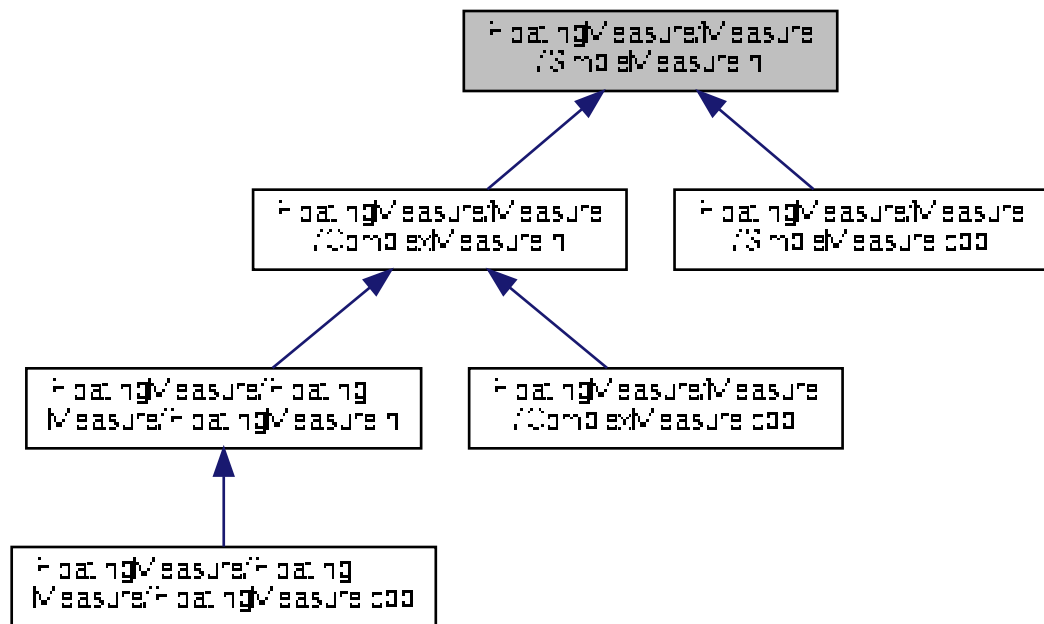 FloatingMeasure/Measure
/SimpleMeasure.h
FloatingMeasure/Measure
/ComplexMeasure.h
FloatingMeasure/Measure
/SimpleMeasure.cpp
FloatingMeasure/Floating
Measure/FloatingMeasure.h
FloatingMeasure/Measure
/ComplexMeasure.cpp
FloatingMeasure/Floating
Measure/FloatingMeasure.cpp